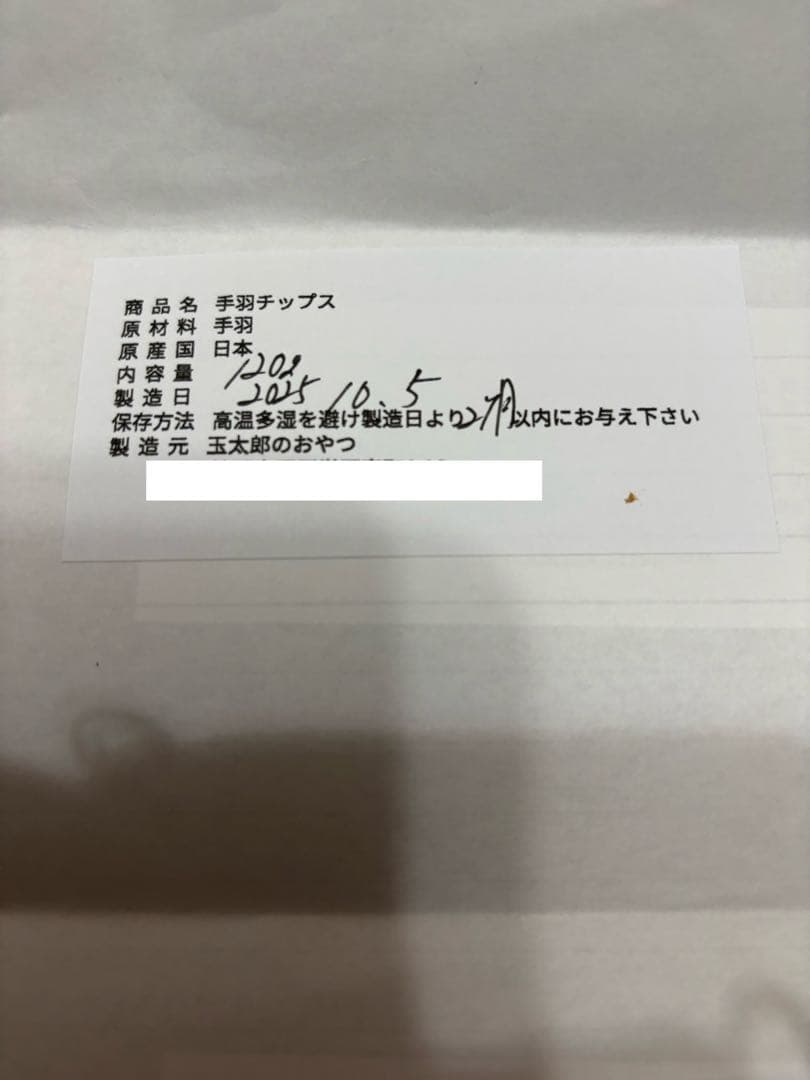 商品名 手羽チップス
原材料 手羽
原産国 日本
内容量 120g
製造日 2025 10.5
保存方法 高温多湿を避け製造日より2ヶ月以内にお与え下さい
製造元 玉太郎のおやつ